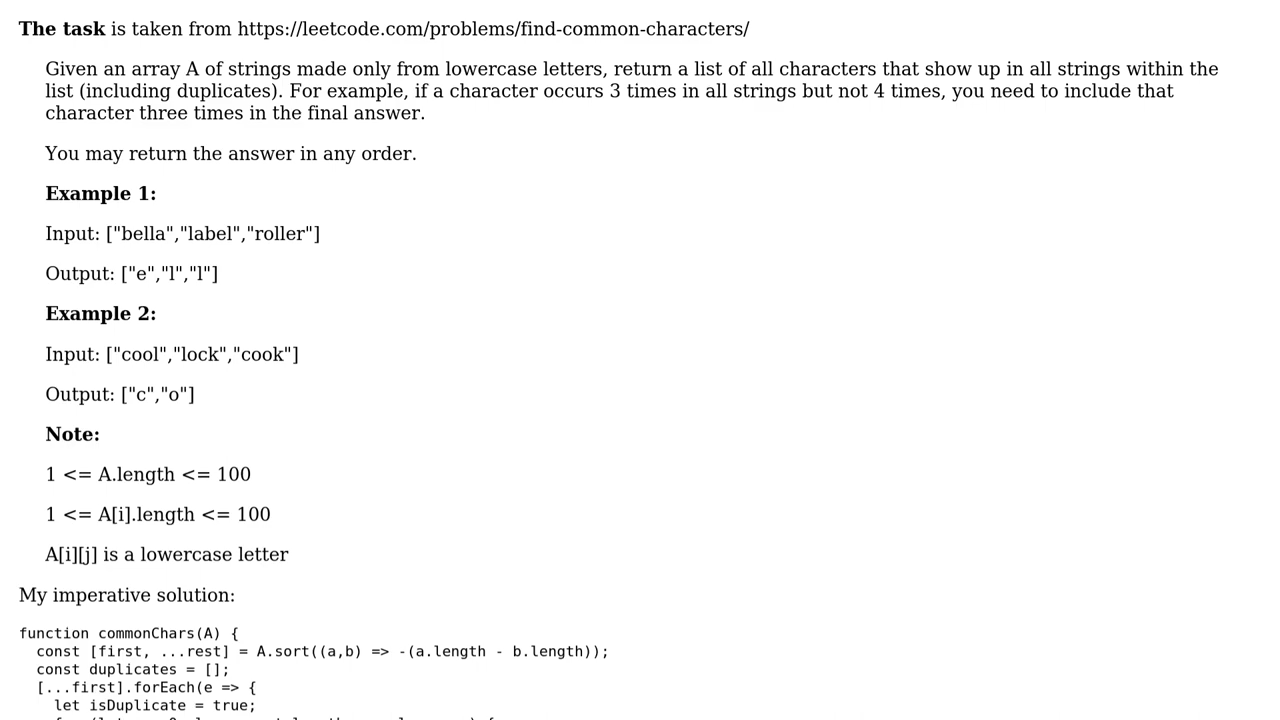 The task is taken from https://leetcode.com/problems/find-common-characters/
Given an array A of strings made only from lowercase letters, return a list of all characters that show up in all strings within the
list (including duplicates). For example, if a character occurs 3 times in all strings but not 4 times, you need to include that
character three times in the final answer.
You may return the answer in any order.
Example 1:
Input: ["bella","label","roller"]
Output: ["e","l","l"]
Example 2:
Input: ["cool","lock","cook"]
Output: ["c","o"]
Note:
1 <= A.length <= 100
1 <= A[i].length <= 100
A[i][j] is a lowercase letter
My imperative solution:
function commonChars(A) {
  const [first, ...rest] = A.sort((a,b) => -(a.length - b.length));
  const duplicates = [];
  [...first].forEach(e => {
    let isDuplicate = true;